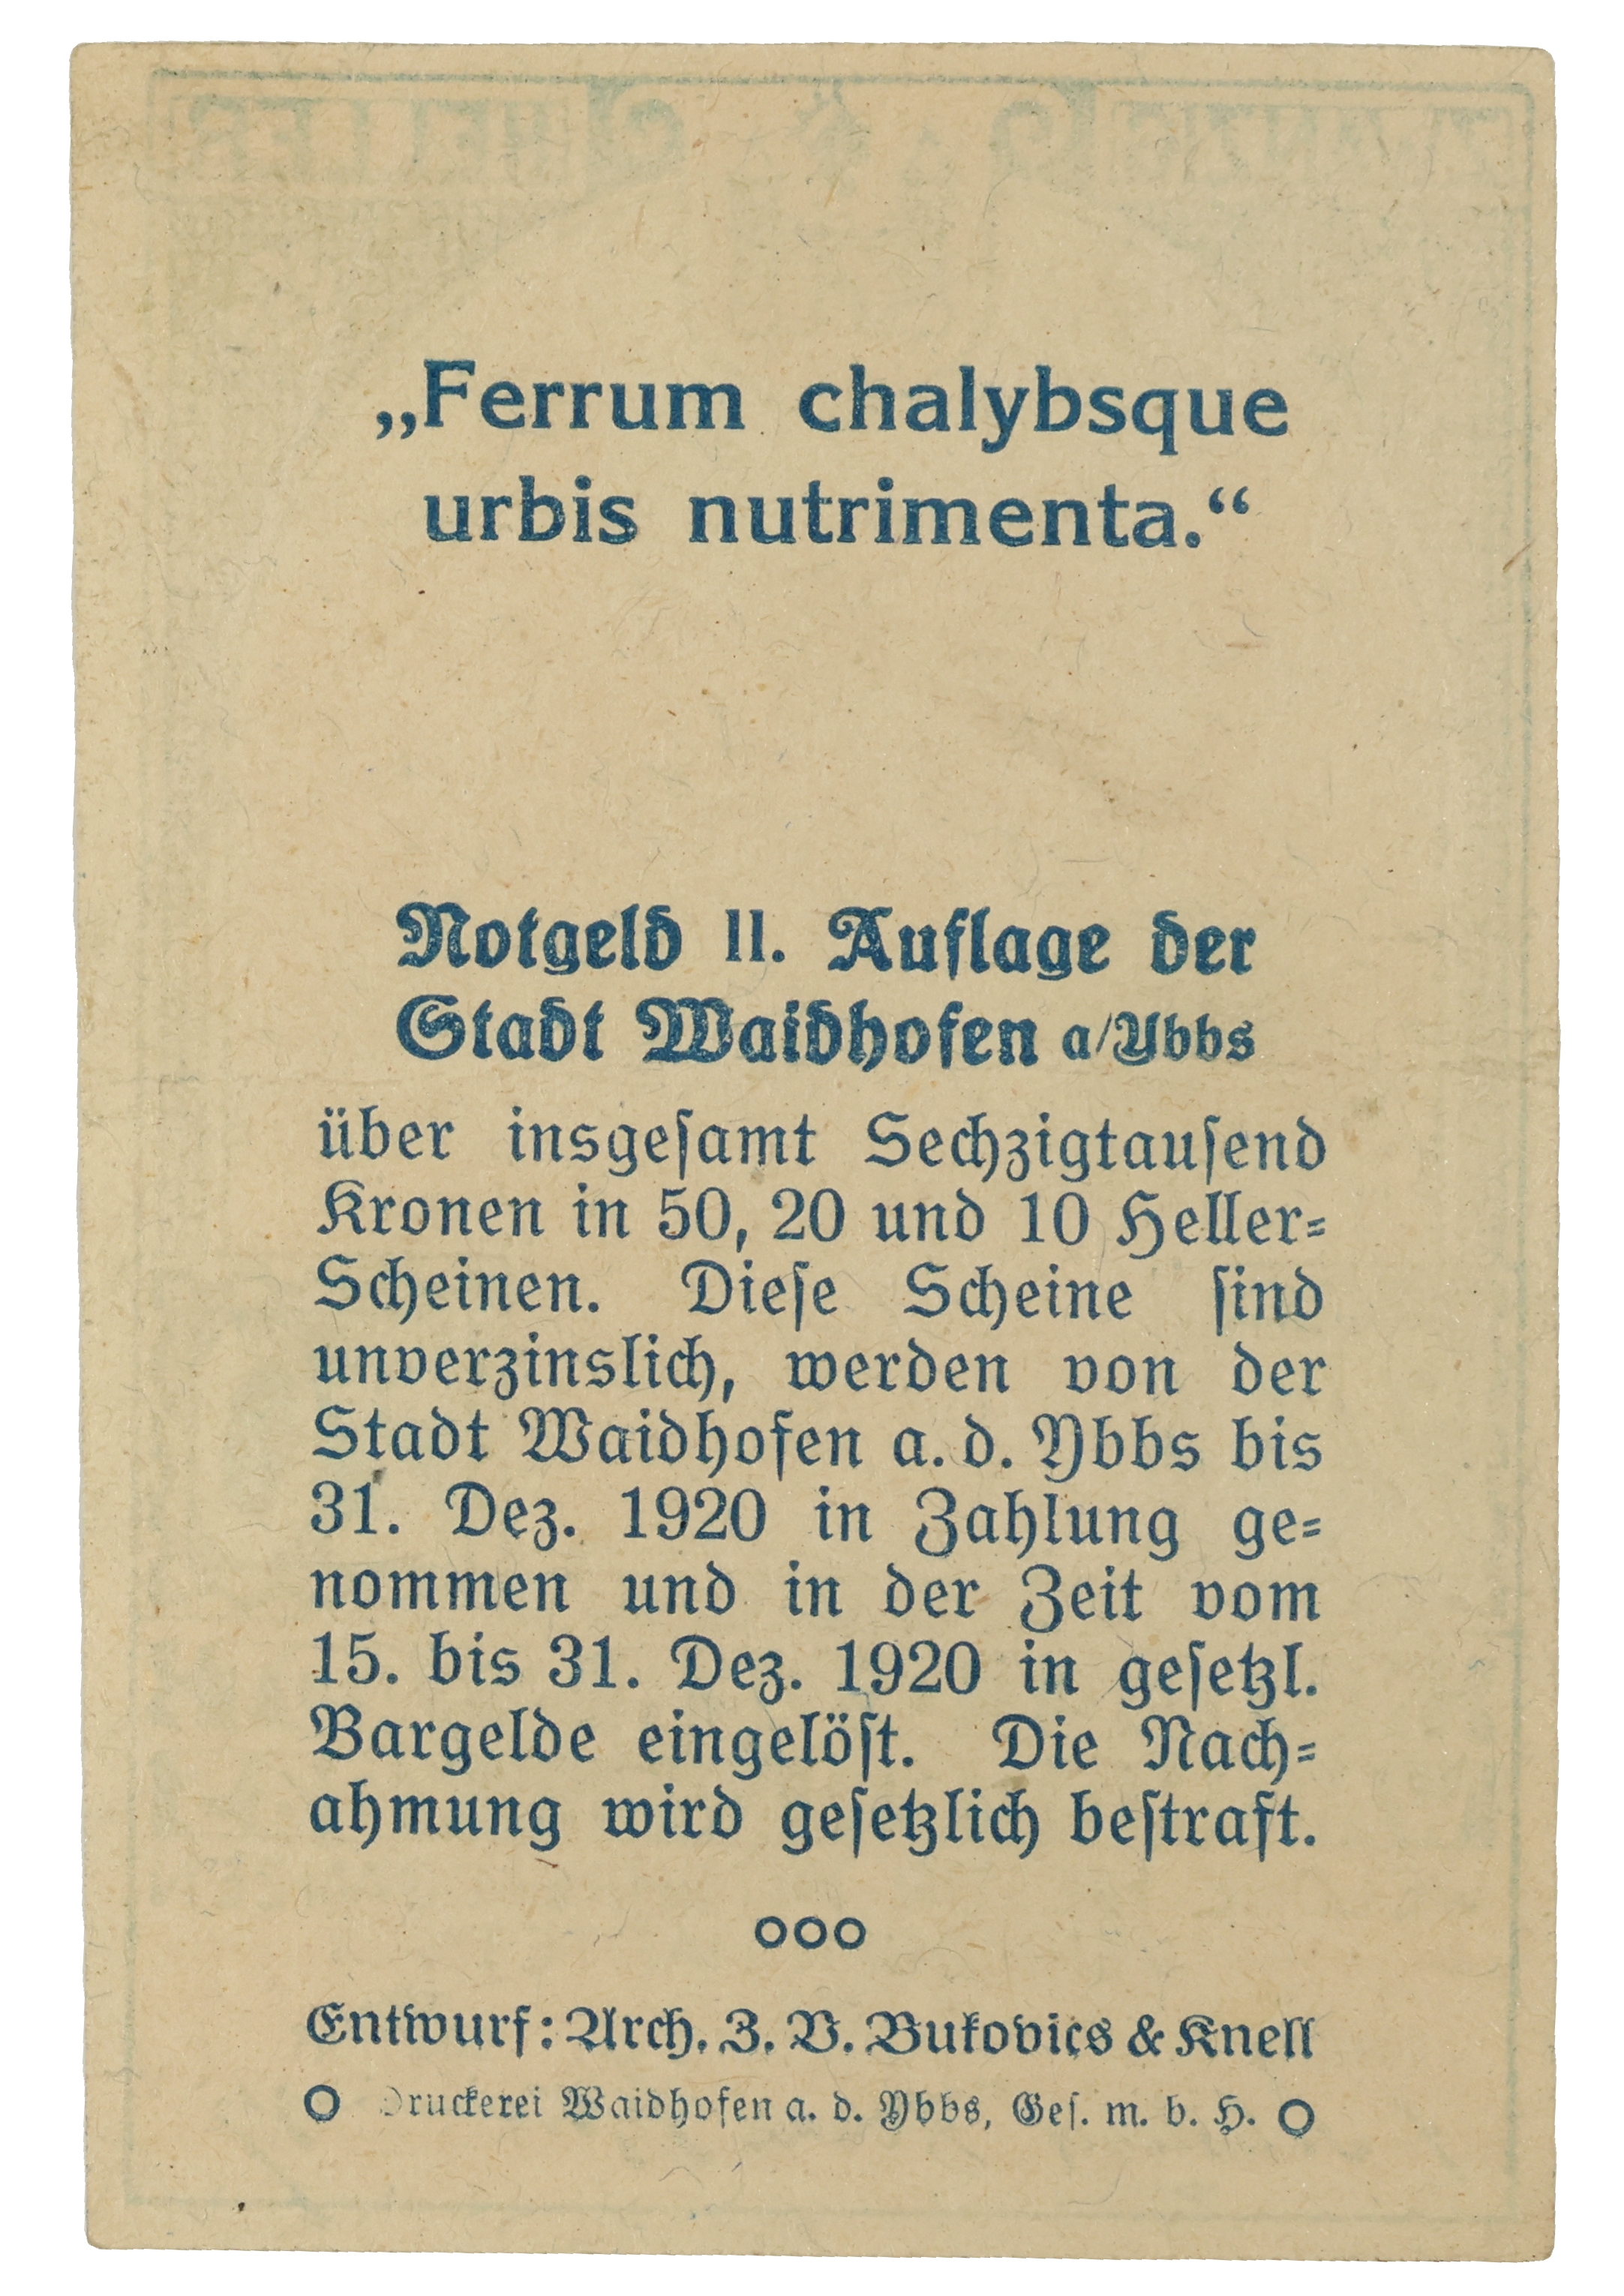 „Ferrum chalybsque
urbis nutrimenta.“
Notgeld II. Auflage der
Stadt Waidhofen a/Ybbs
über insgeſamt Sechzigtauſend
Kronen in 50, 20 und 10 Heller⸗
Scheinen. Dieſe Scheine ſind
unverzinslich, werden von der
Stadt Waidhofen a. d. Ybbs bis
31. Dez. 1920 in Zahlung ge⸗
nommen und in der Zeit vom
15. bis 31. Dez. 1920 in geſetzl.
Bargelde eingelöſt. Die Nach⸗
ahmung wird geſetzlich beſtraft.
ooo
Entwurf: Arch. Z. V. Bukovics & Knell
Druckerei Waidhofen a. d. Ybbs, Geſ. m. b. H.